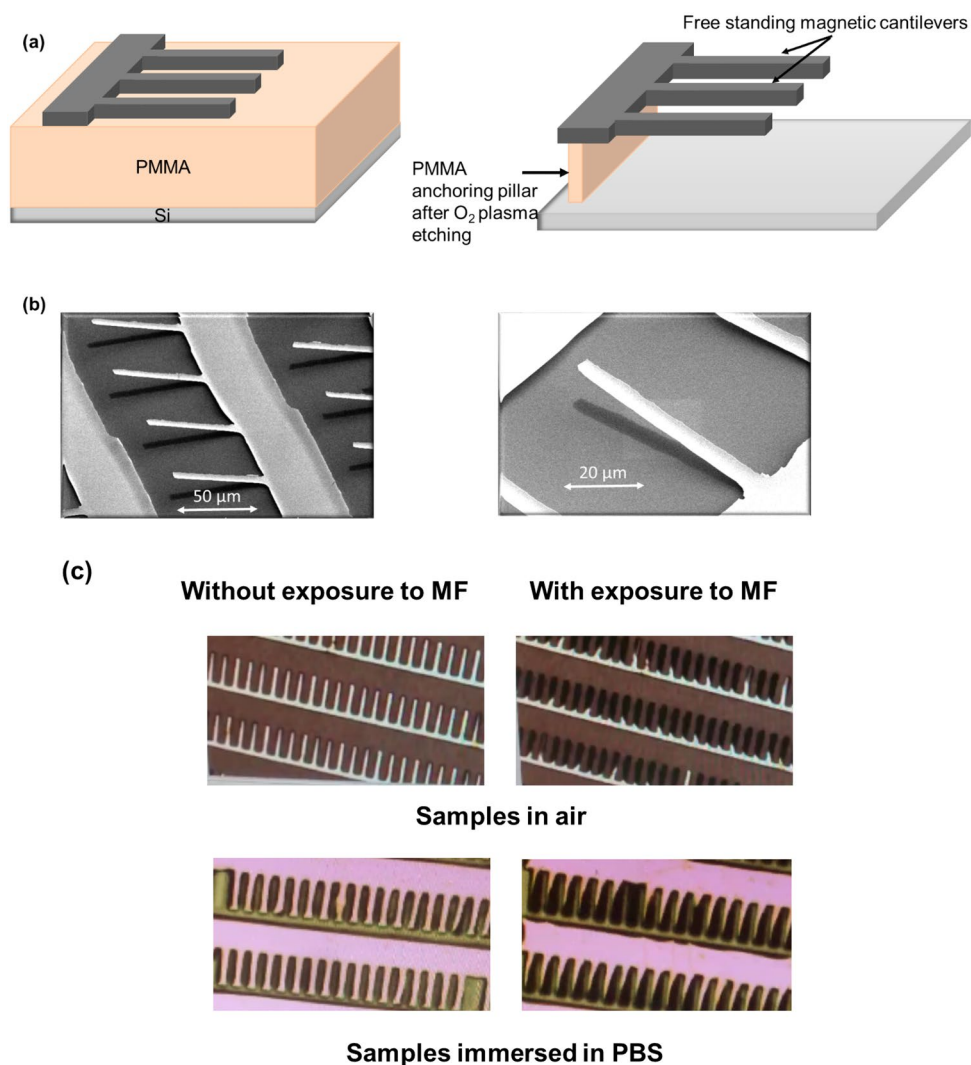 (a)
Free standing magnetic cantilevers
PMMA
Si
PMMA
anchoring pillar
after O₂ plasma
etching
(b)
50 µm
20 µm
(c)
Without exposure to MF
With exposure to MF
Samples in air
Samples immersed in PBS